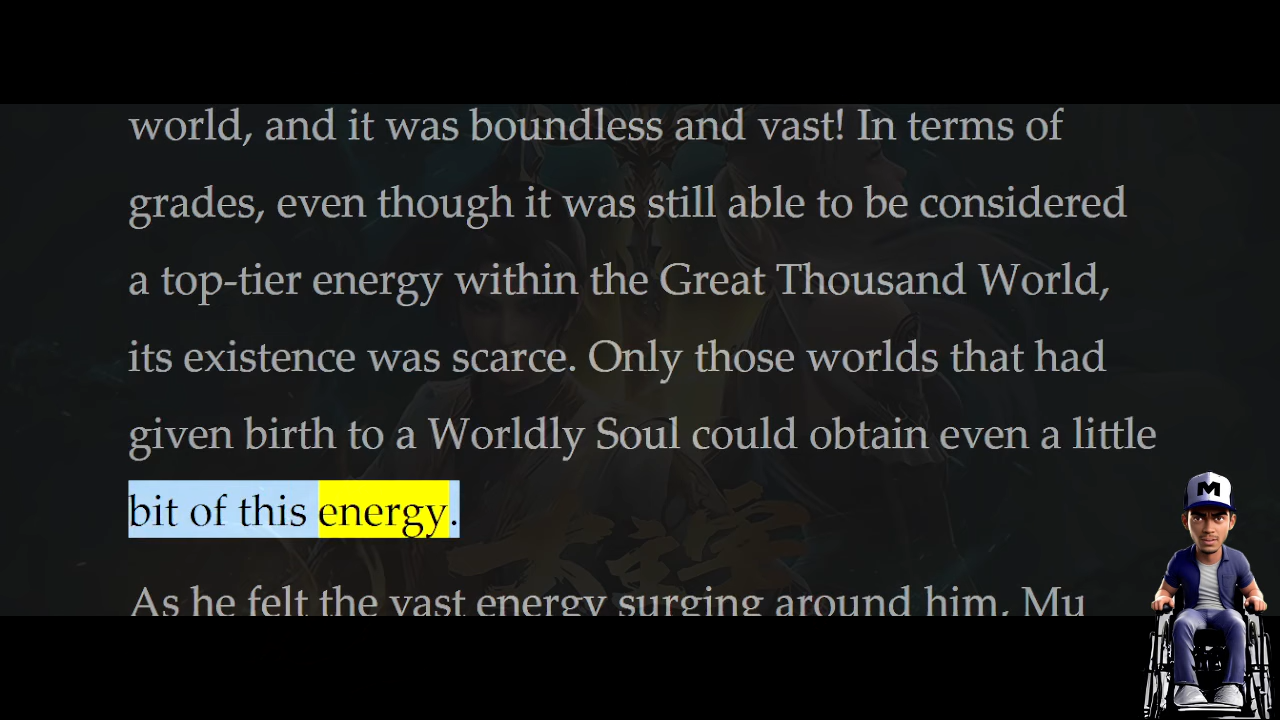 world, and it was boundless and vast! In terms of
grades, even though it was still able to be considered
a top-tier energy within the Great Thousand World,
its existence was scarce. Only those worlds that had
given birth to a Worldly Soul could obtain even a little
bit of this energy.
As he felt the vast energy surging around him, Mu
大主宰
M